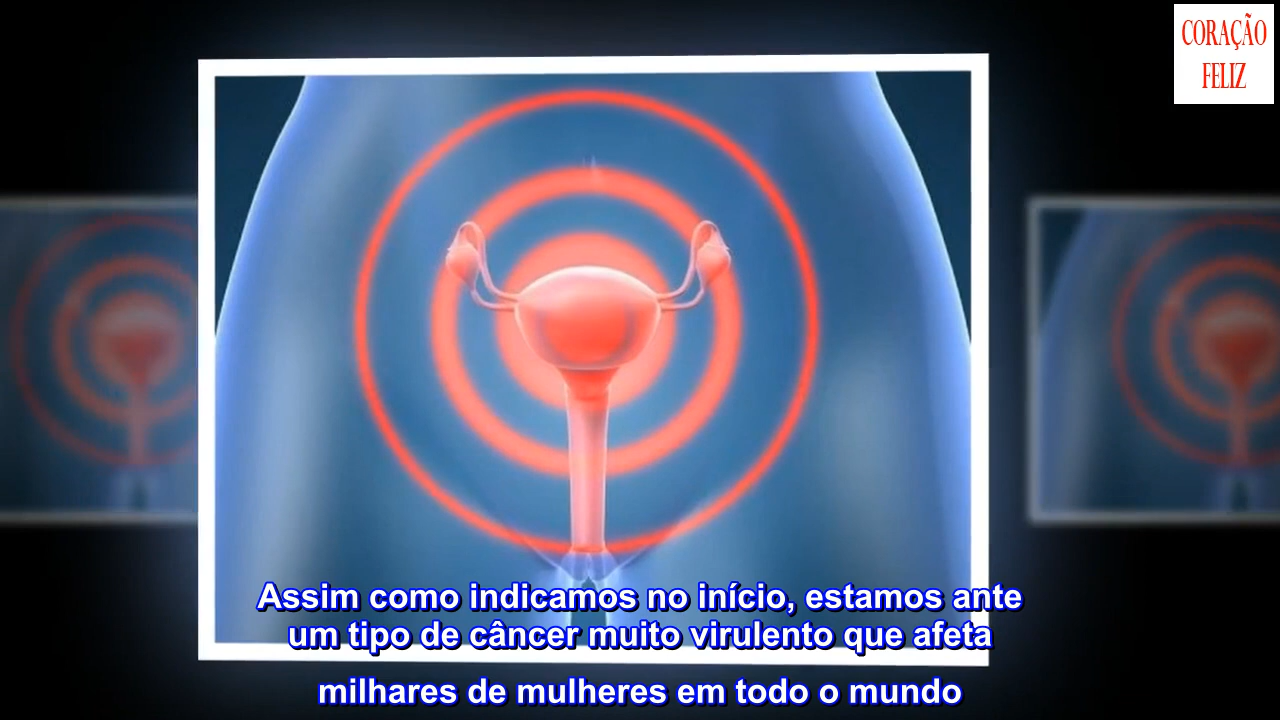 CORAÇÃO
FELIZ
Assim como indicamos no início, estamos ante
um tipo de câncer muito virulento que afeta
milhares de mulheres em todo o mundo